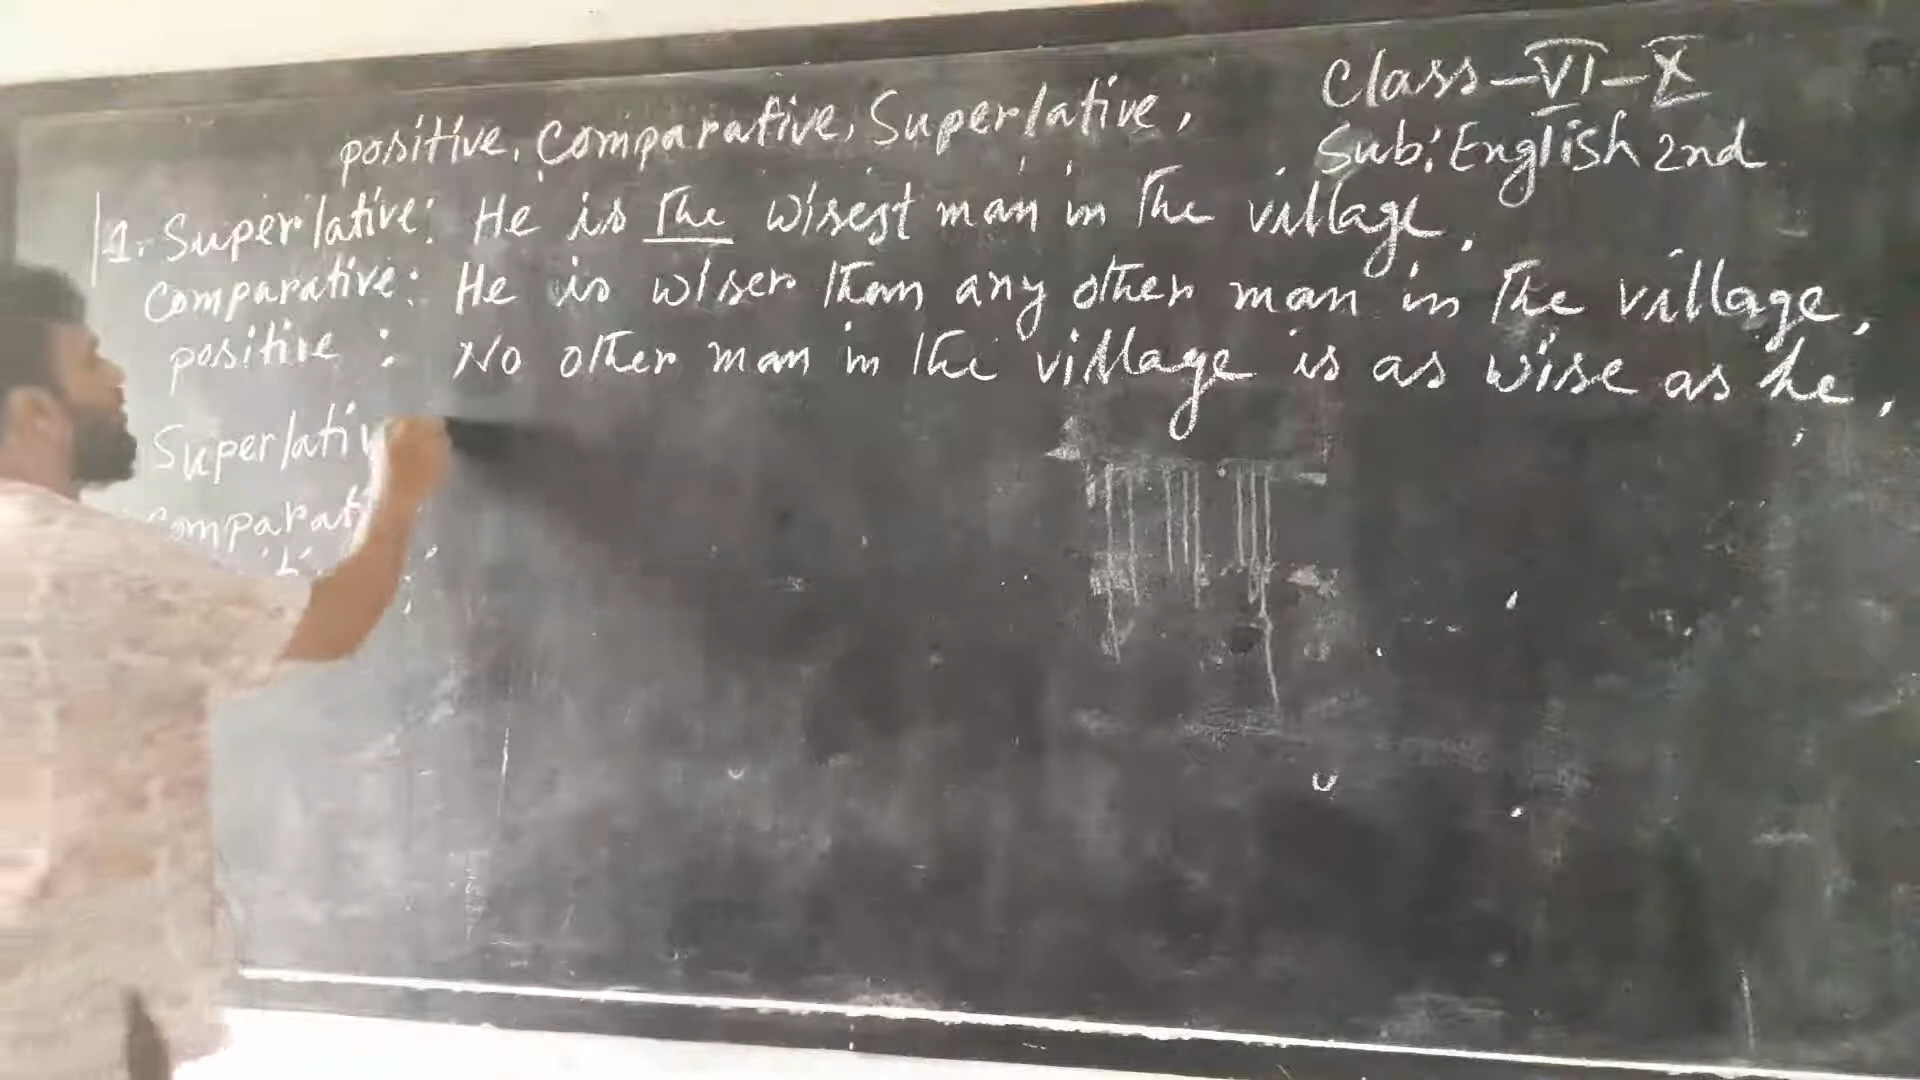 Class-VI-X
positive, Comparative, Superlative,
Sub: English 2nd
1. Superlative: He is the wisest man in the village.
Comparative: He is wiser than any other man in the village.
positive : No other man in the village is as wise as he.
Superlativ
Comparati